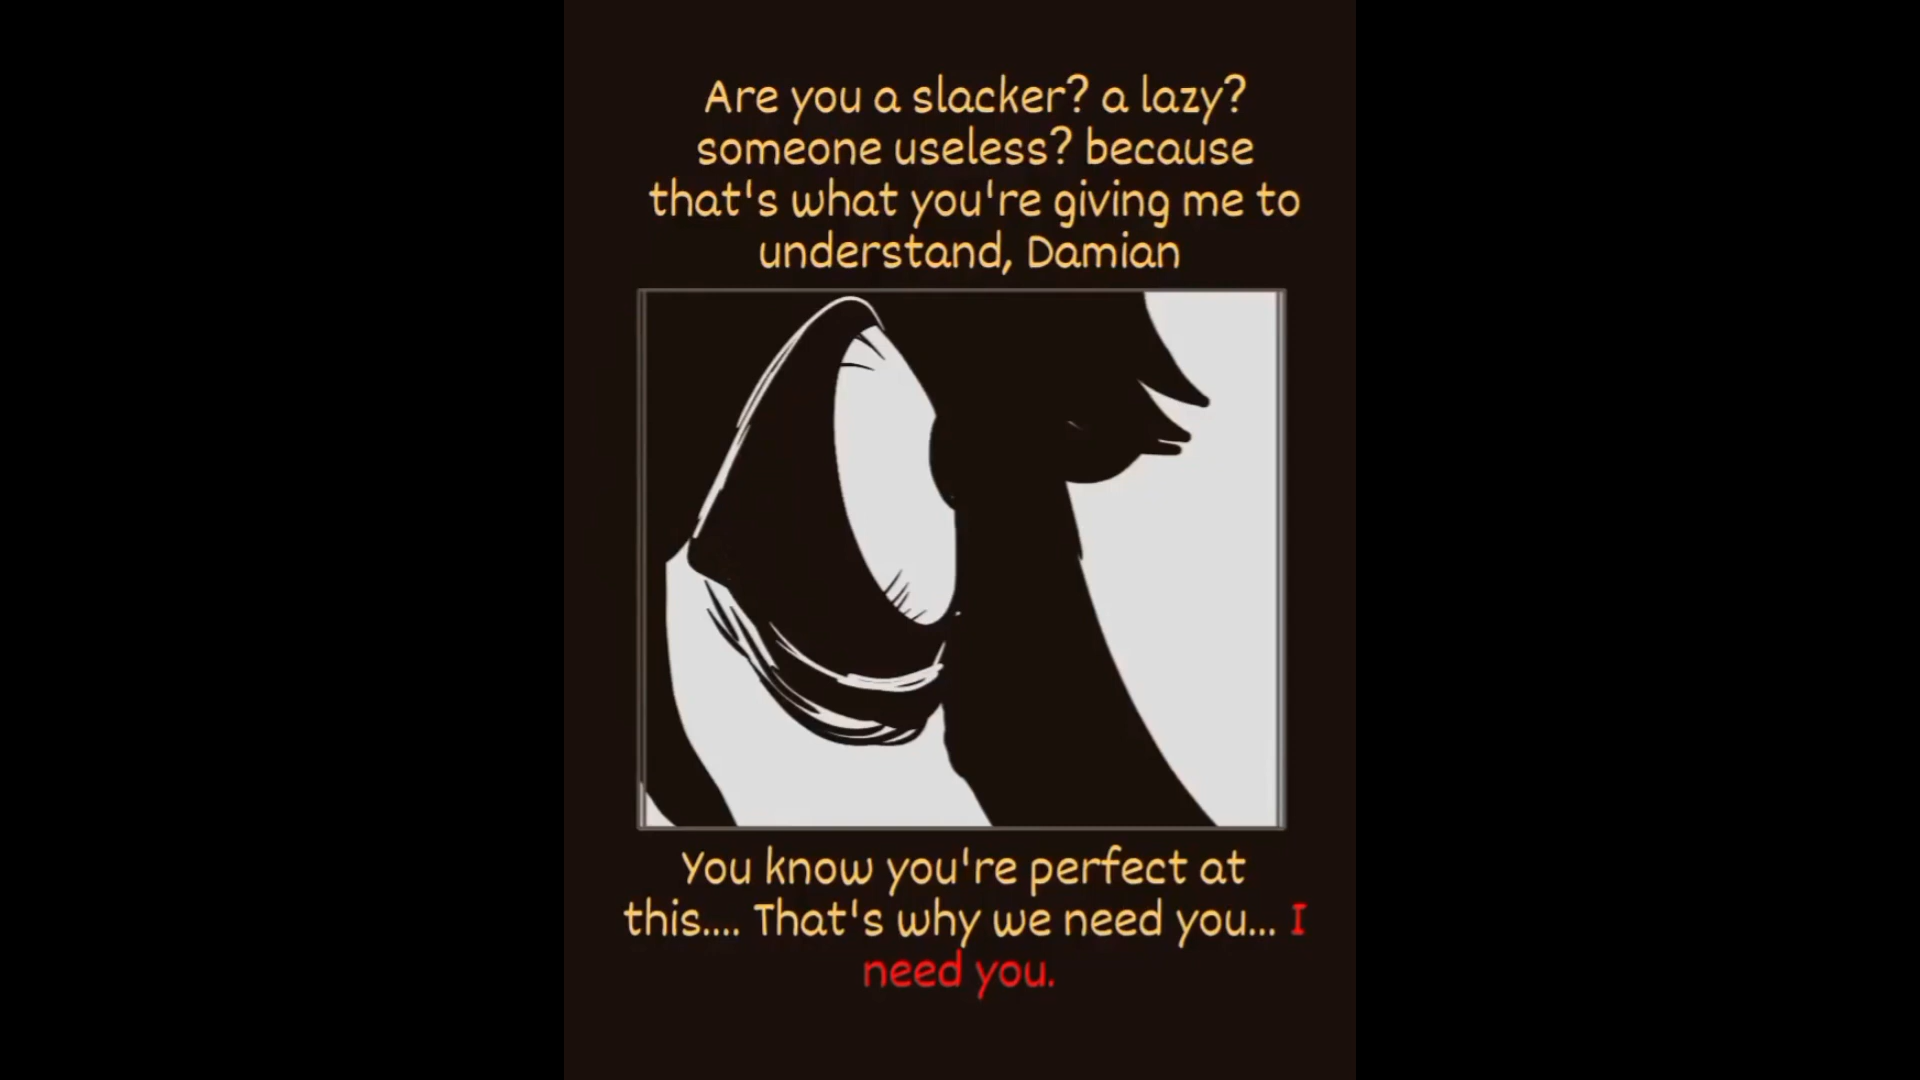 Are you a slacker? a lazy?
someone useless? because
that's what you're giving me to
understand, Damian
You know you're perfect at
this.... That's why we need you... I
need you.